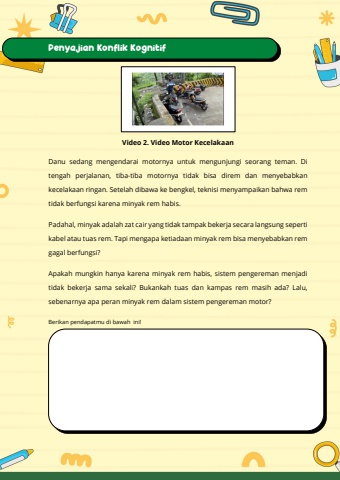 Penyajian Konflik Kognitif
Video 2. Video Motor Kecelakaan
Danu sedang mengendarai motornya untuk mengunjungi seorang teman. Di
tengah perjalanan, tiba-tiba motornya tidak bisa direm dan menyebabkan
kecelakaan ringan. Setelah dibawa ke bengkel, teknisi menyampaikan bahwa rem
tidak berfungsi karena minyak rem habis.
Padahal, minyak adalah zat cair yang tidak tampak bekerja secara langsung seperti
kabel atau tuas rem. Tapi mengapa ketiadaan minyak rem bisa menyebabkan rem
gagal berfungsi?
Apakah mungkin hanya karena minyak rem habis, sistem pengereman menjadi
tidak bekerja sama sekali? Bukankah tuas dan kampas rem masih ada? Lalu,
sebenarnya apa peran minyak rem dalam sistem pengereman motor?
Berikan pendapatmu di bawah ini!